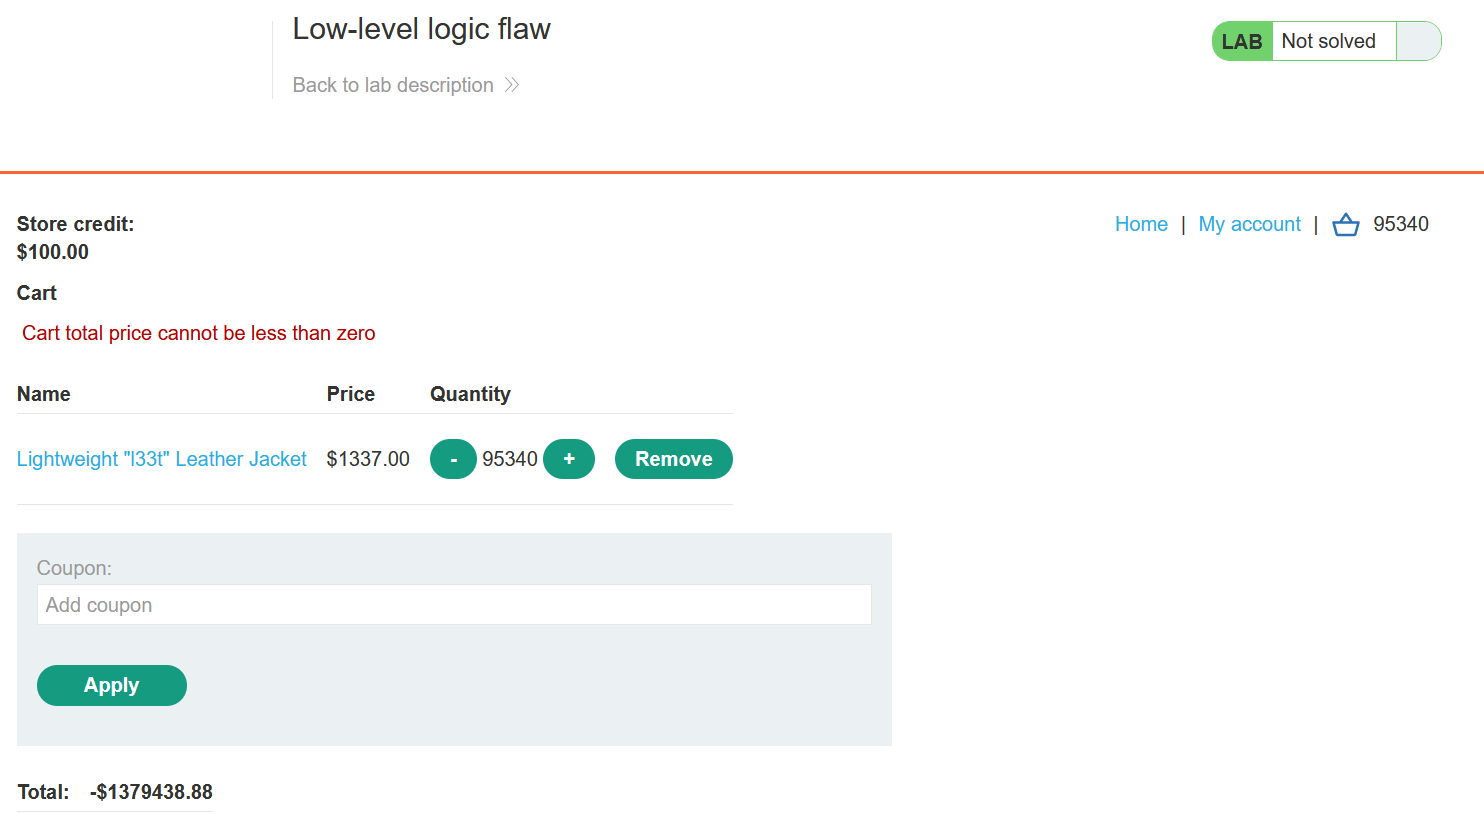 Low-level logic flaw
LAB Not solved
Back to lab description
Store credit:
$100.00
Home | My account | 95340
Cart
Cart total price cannot be less than zero
Name Price Quantity
Lightweight "l33t" Leather Jacket $1337.00 - 95340 + Remove
Coupon:
Add coupon
Apply
Total: -$1379438.88